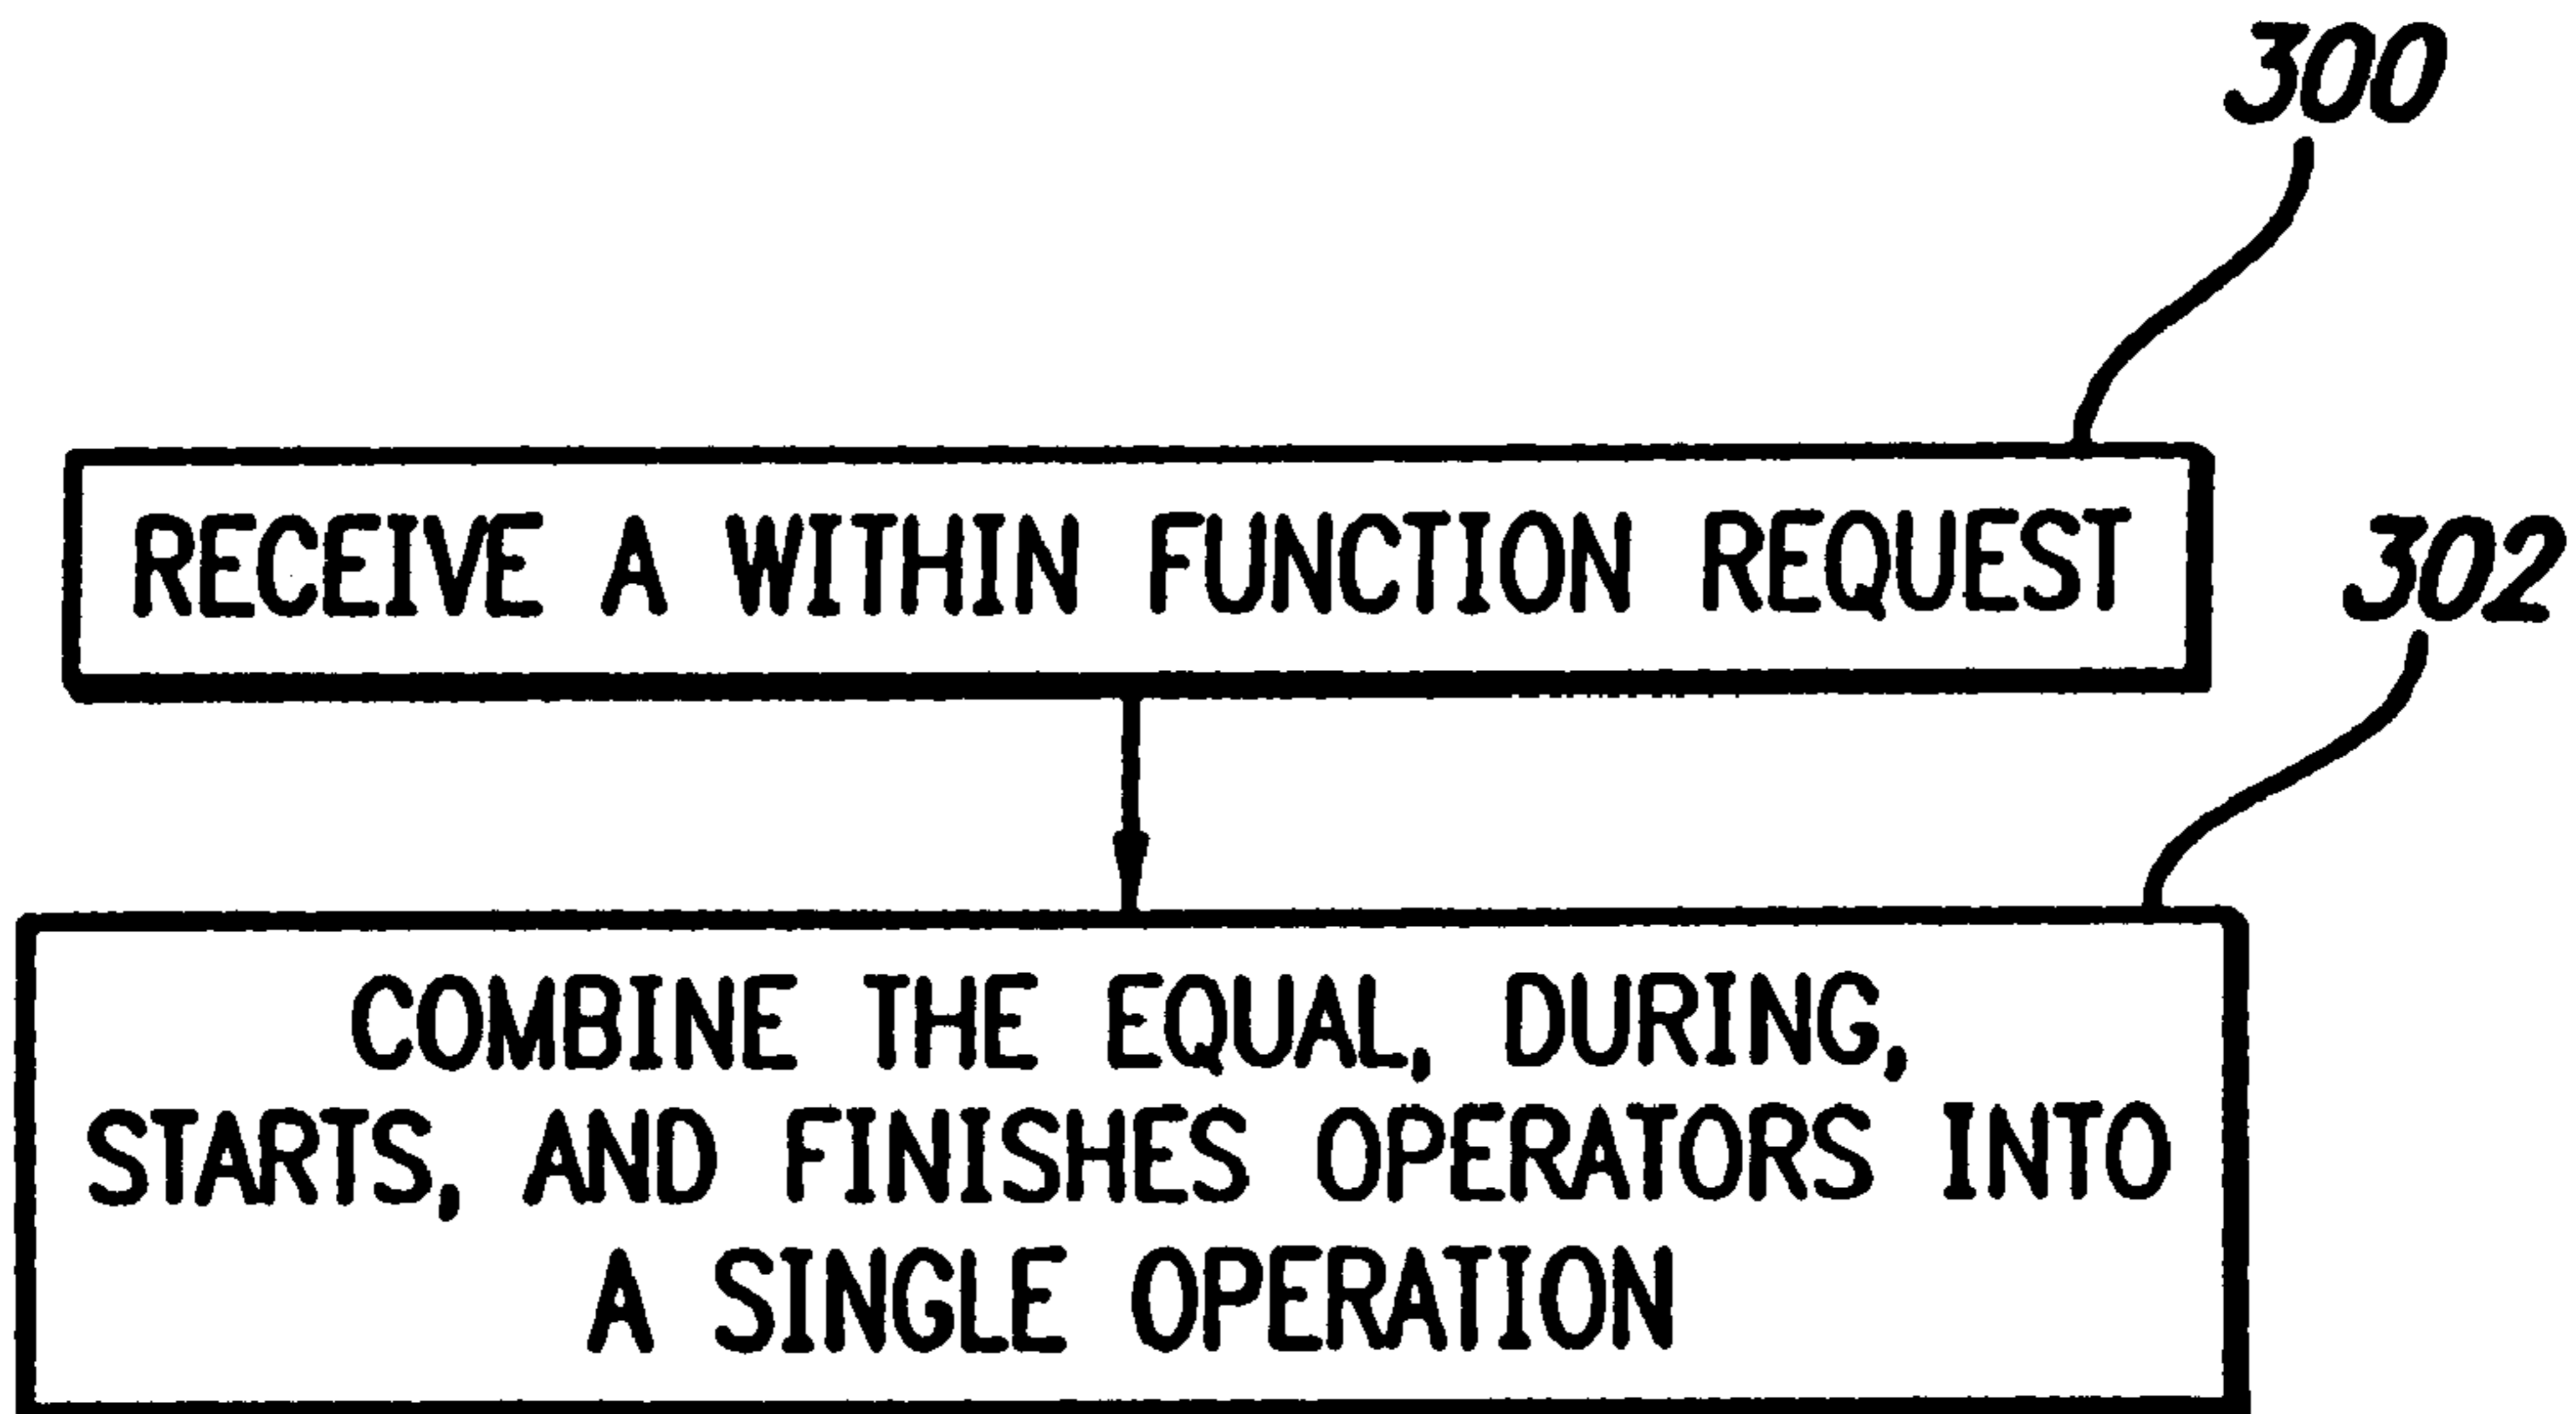 300
RECEIVE A WITHIN FUNCTION REQUEST
302
COMBINE THE EQUAL, DURING,
STARTS, AND FINISHES OPERATORS INTO
A SINGLE OPERATION